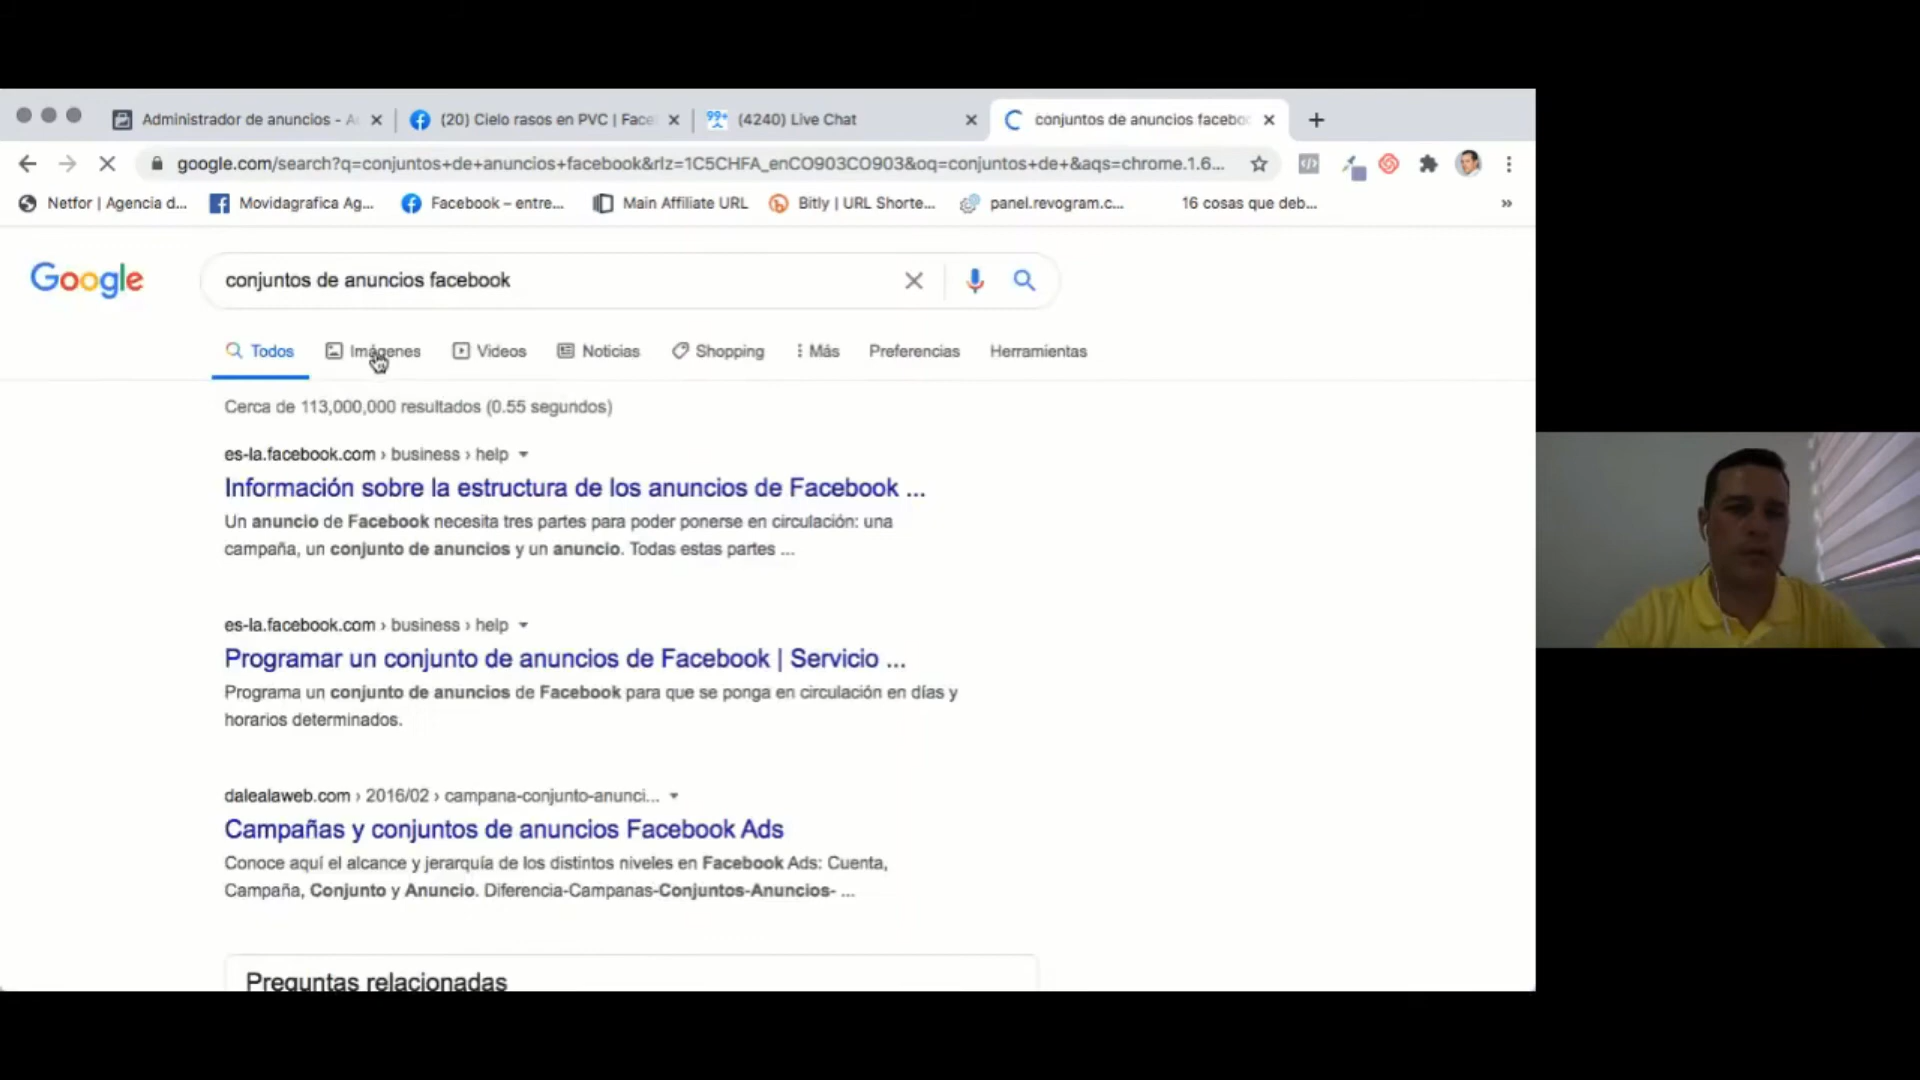 Administrador de anuncios - A
(20) Cielo rasos en PVC | Face
99+
(4240) Live Chat
conjuntos de anuncios facebo
google.com/search?q=conjuntos+de+anuncios+facebook&rlz=1C5CHFA_enCO903CO903&oq=conjuntos+de+&aqs=chrome.1.6...
Netfor | Agencia d...
Movidagrafica Ag...
Facebook – entre...
Main Affiliate URL
Bitly | URL Shorte...
panel.revogram.c...
16 cosas que deb...
»
Google
conjuntos de anuncios facebook
Todos
Imágenes
Videos
Noticias
Shopping
Más
Preferencias
Herramientas
Cerca de 113,000,000 resultados (0.55 segundos)
es-la.facebook.com › business › help
Información sobre la estructura de los anuncios de Facebook ...
Un anuncio de Facebook necesita tres partes para poder ponerse en circulación: una
campaña, un conjunto de anuncios y un anuncio. Todas estas partes ...
es-la.facebook.com › business › help
Programar un conjunto de anuncios de Facebook | Servicio ...
Programa un conjunto de anuncios de Facebook para que se ponga en circulación en días y
horarios determinados.
dalealaweb.com › 2016/02 › campana-conjunto-anunci...
Campañas y conjuntos de anuncios Facebook Ads
Conoce aquí el alcance y jerarquía de los distintos niveles en Facebook Ads: Cuenta,
Campaña, Conjunto y Anuncio. Diferencia-Campanas-Conjuntos-Anuncios- ...
Preguntas relacionadas